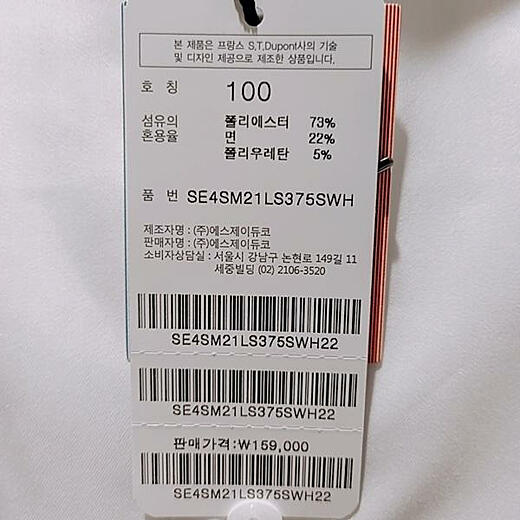 본 제품은 프랑스 S,T,Dupont사의 기술
및 디자인 제공으로 제조한 상품입니다.
호 칭 100
섬유의 폴리에스터 73%
혼용율 면 22%
폴리우레탄 5%
품 번 SE4SM21LS375SWH
제조자명 : (주)에스제이듀코
판매자명 : (주)에스제이듀코
소비자상담실 : 서울시 강남구 논현로 149길 11
세중빌딩 (02) 2106-3520
SE4SM21LS375SWH22
SE4SM21LS375SWH22
판매가격:₩159,000
SE4SM21LS375SWH22